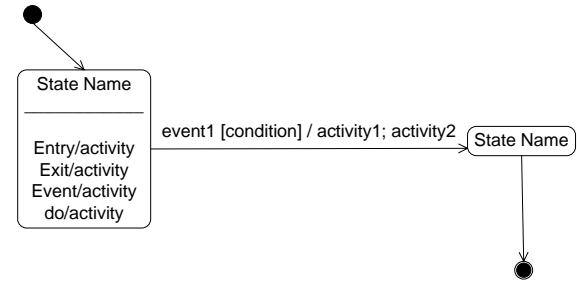 State Name
Entry/activity
Exit/activity
Event/activity
do/activity
event1 [condition] / activity1; activity2
State Name